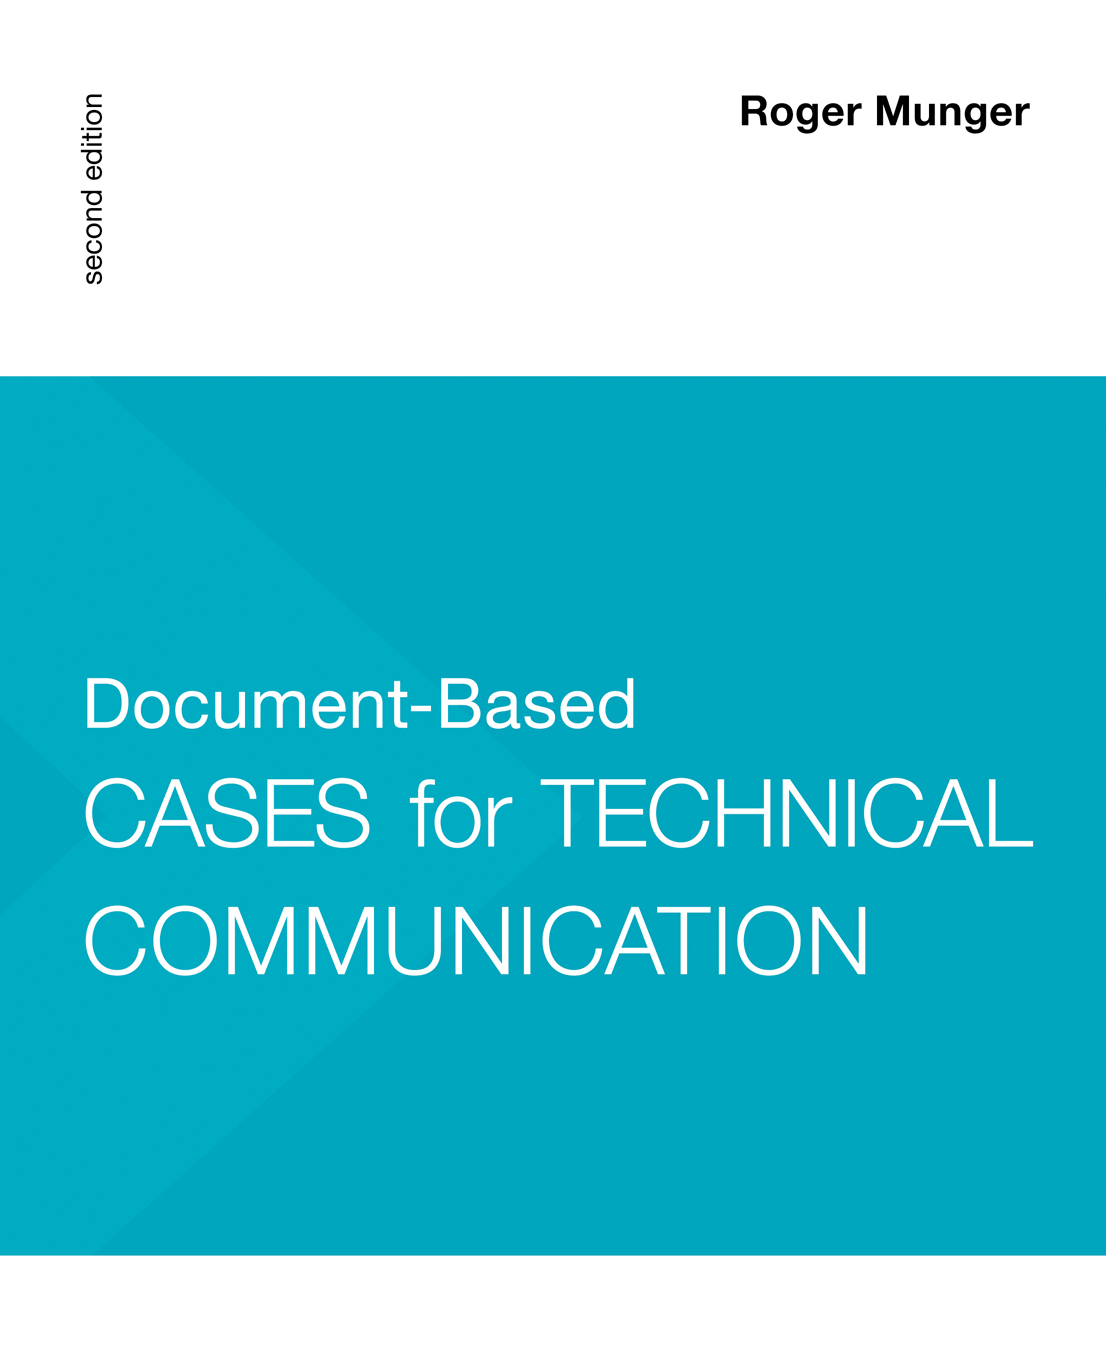 second edition
Roger Munger
Document-Based
CASES for TECHNICAL
COMMUNICATION